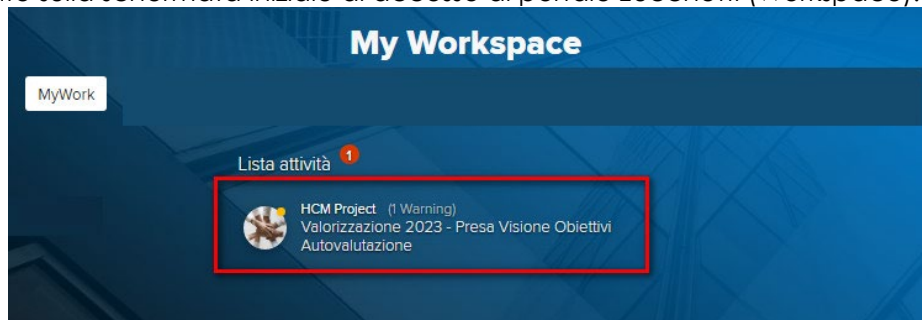 My Workspace
MyWork
Lista attività 1
HCM Project (1 Warning)
Valorizzazione 2023 - Presa Visione Obiettivi
Autovalutazione